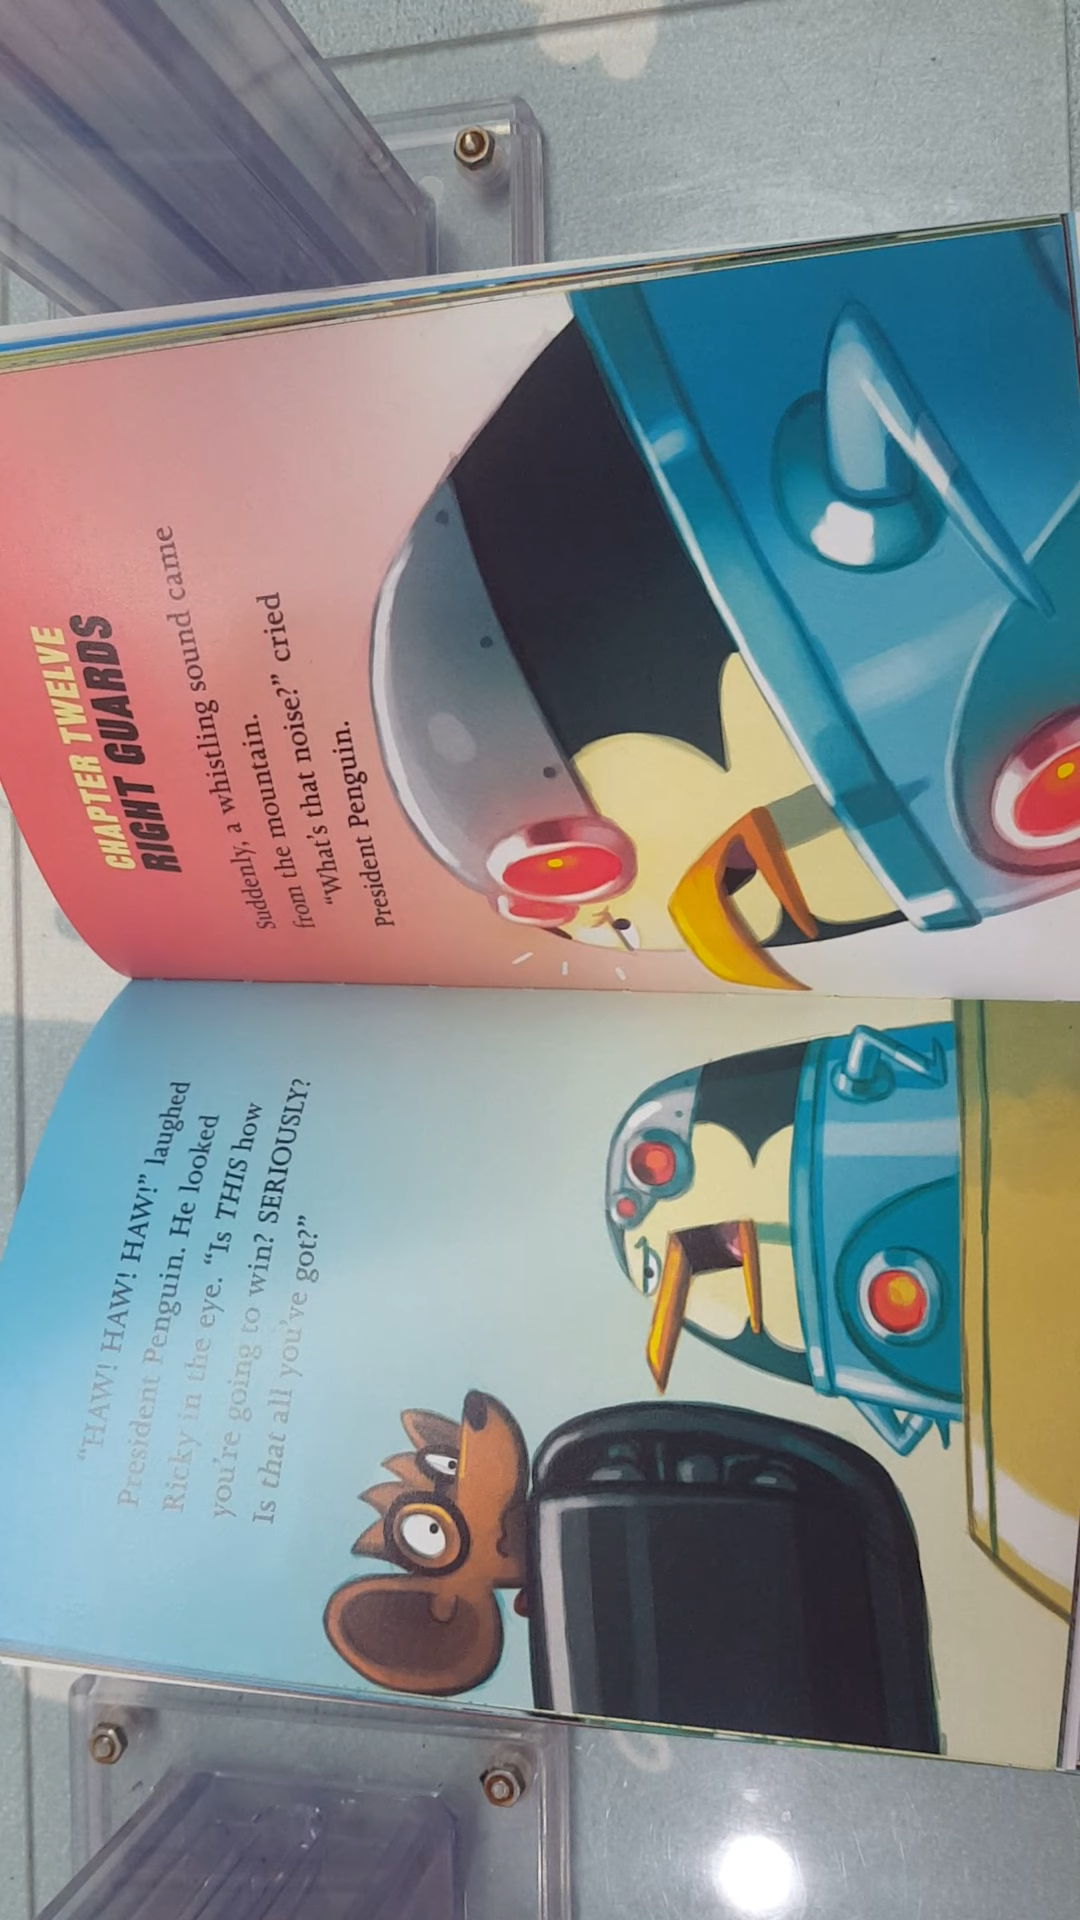 "HAW! HAW! HAW!" laughed
President Penguin. He looked
Ricky in the eye. "Is THIS how
you're going to win? SERIOUSLY?
Is that all you've got?"
CHAPTER TWELVE
RIGHT GUARDS
Suddenly, a whistling sound came
from the mountain.
"What's that noise?" cried
President Penguin.